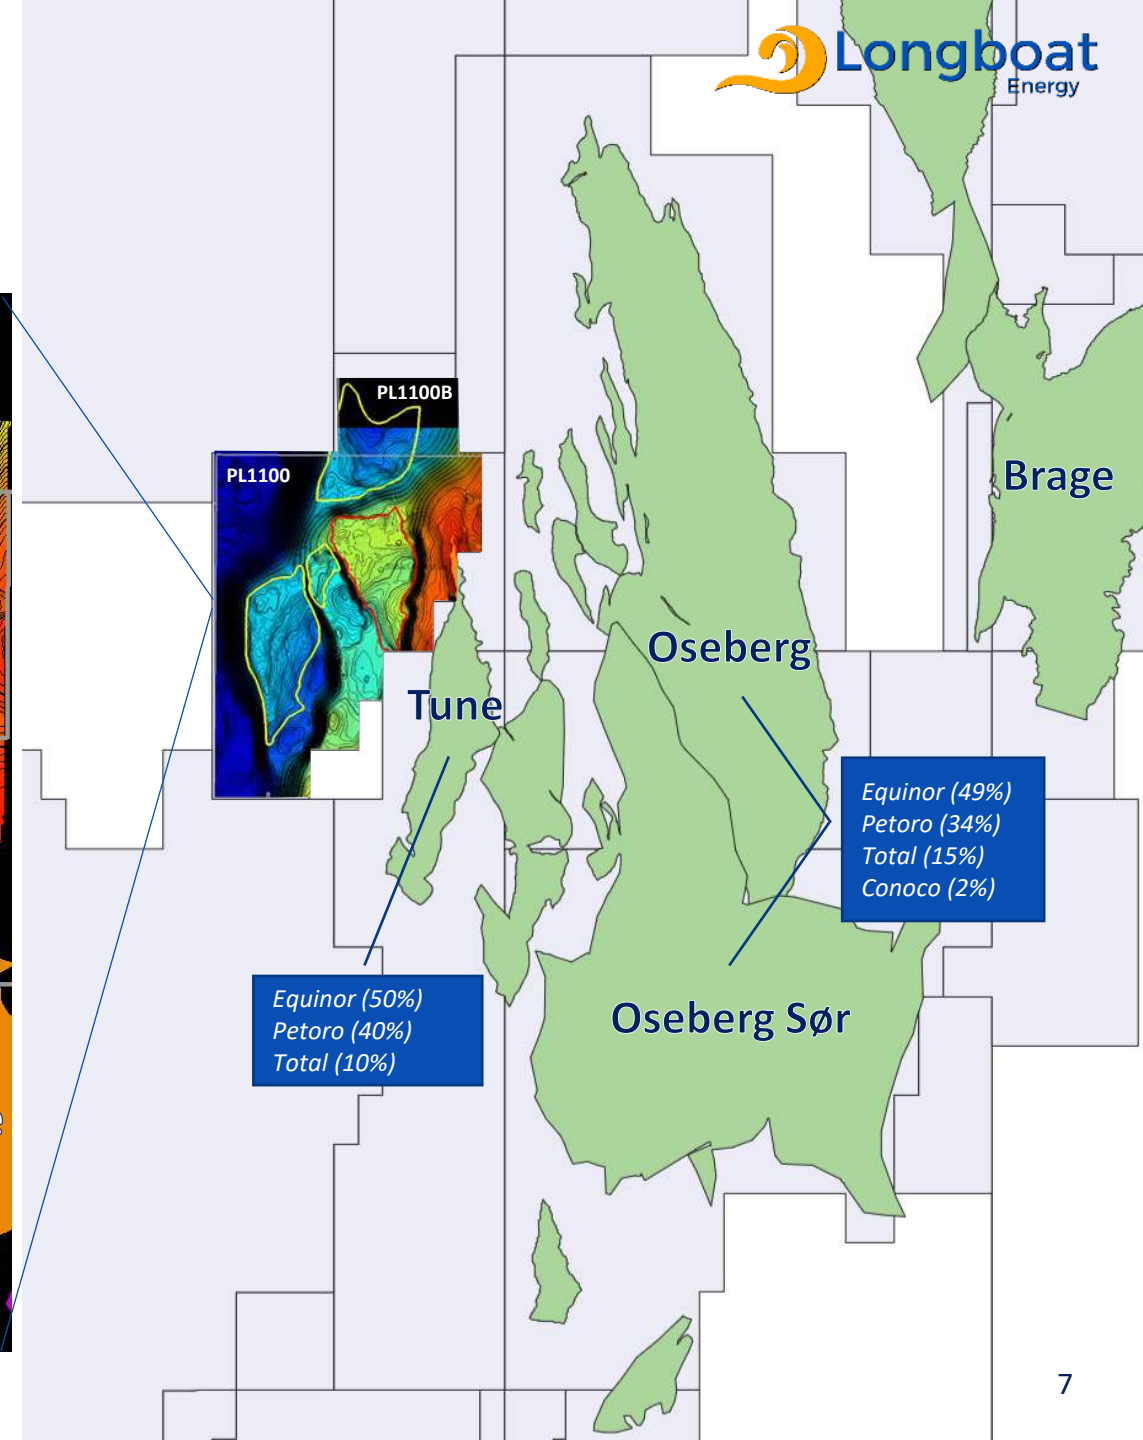 Longboat
Energy
PL1100B
PL1100
Brage
Oseberg
Tune
Equinor (49%)
Petoro (34%)
Total (15%)
Conoco (2%)
Equinor (50%)
Petoro (40%)
Total (10%)
Oseberg Sør
7